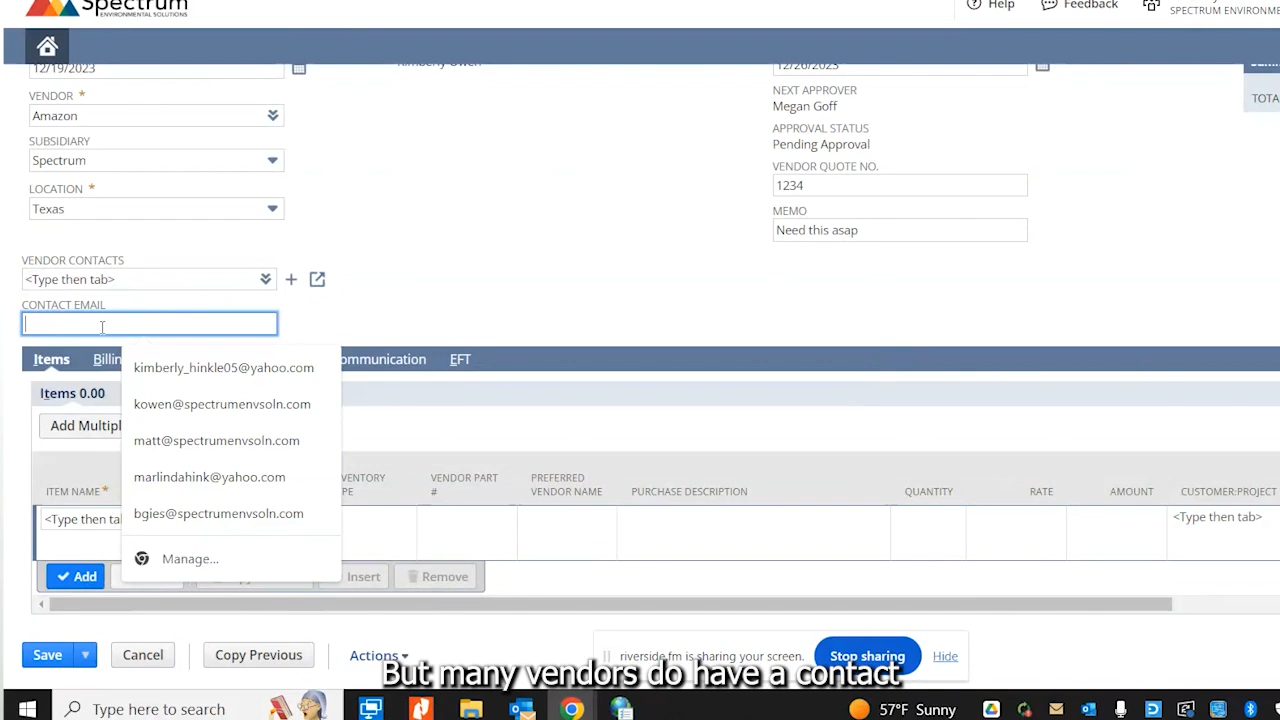 Spectrum
ENVIRONMENTAL SOLUTIONS
Help
Feedback
SPECTRUM ENVIRONME
12/19/2023
Kimberly Owen
12/26/2023
VENDOR *
Amazon
SUBSIDIARY
Spectrum
LOCATION *
Texas
NEXT APPROVER
Megan Goff
APPROVAL STATUS
Pending Approval
VENDOR QUOTE NO.
1234
MEMO
Need this asap
TOTA
VENDOR CONTACTS
<Type then tab>
CONTACT EMAIL
Items
Billin
ommunication
EFT
kimberly_hinkle05@yahoo.com
kowen@spectrumenvsoln.com
matt@spectrumenvsoln.com
marlindahink@yahoo.com
bgies@spectrumenvsoln.com
Manage...
Items 0.00
Add Multipl
ITEM NAME *
VENTORY
PE
VENDOR PART
#
PREFERRED
VENDOR NAME
PURCHASE DESCRIPTION
QUANTITY
RATE
AMOUNT
CUSTOMER:PROJECT
<Type then tal
<Type then tab>
Add
Insert
Remove
Save
Cancel
Copy Previous
Actions
riverside.fm is sharing your screen.
Stop sharing
Hide
But many vendors do have a contact
Type here to search
57°F Sunny